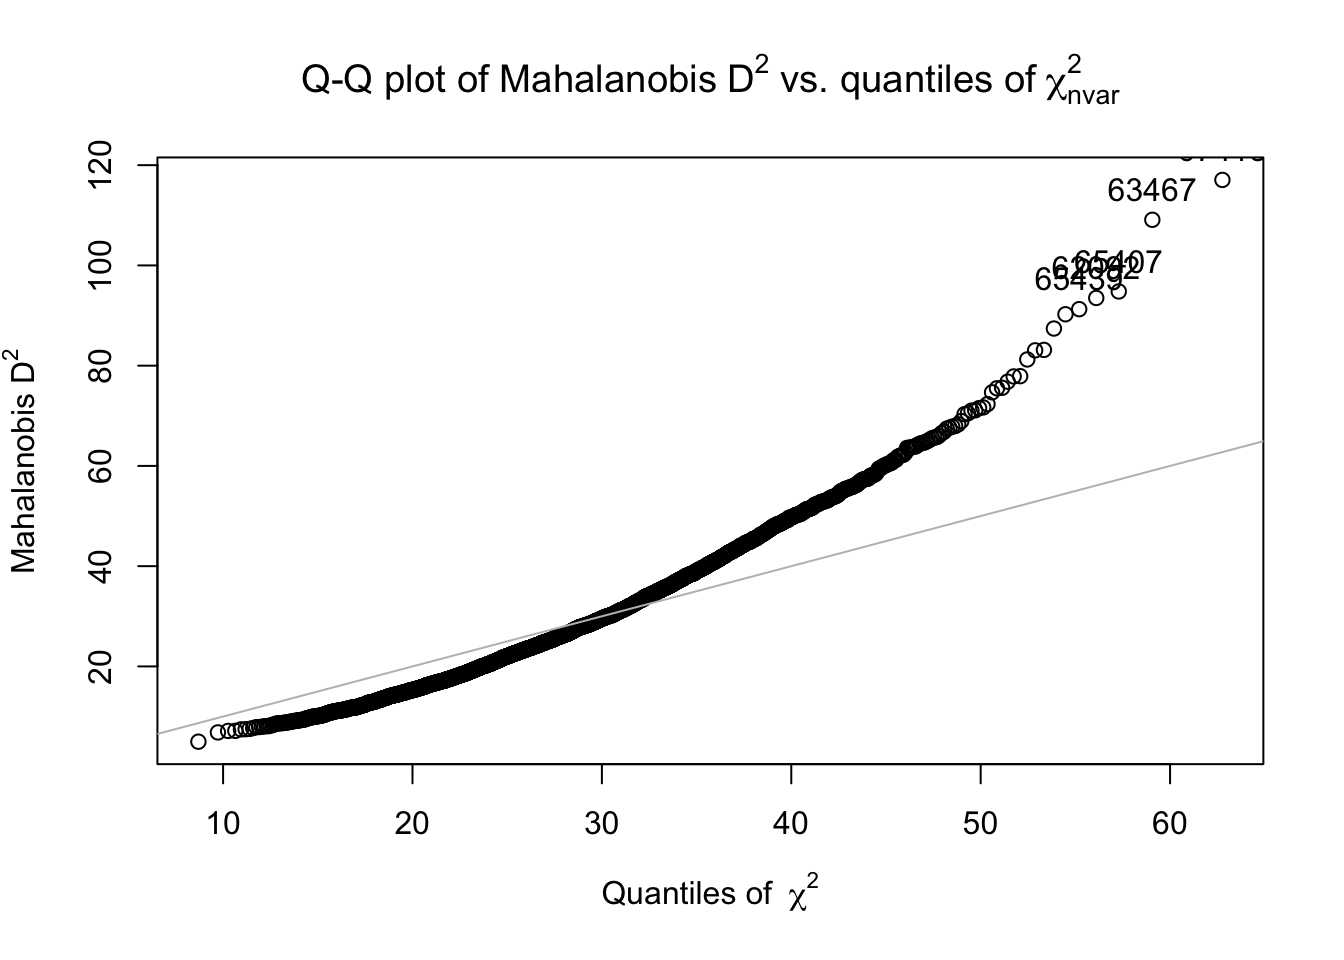 Q-Q plot of Mahalanobis D² vs. quantiles of χ²nvar
Mahalanobis D²
120
100
80
60
40
20
63467
65407
65439
10 20 30 40 50 60
Quantiles of χ²